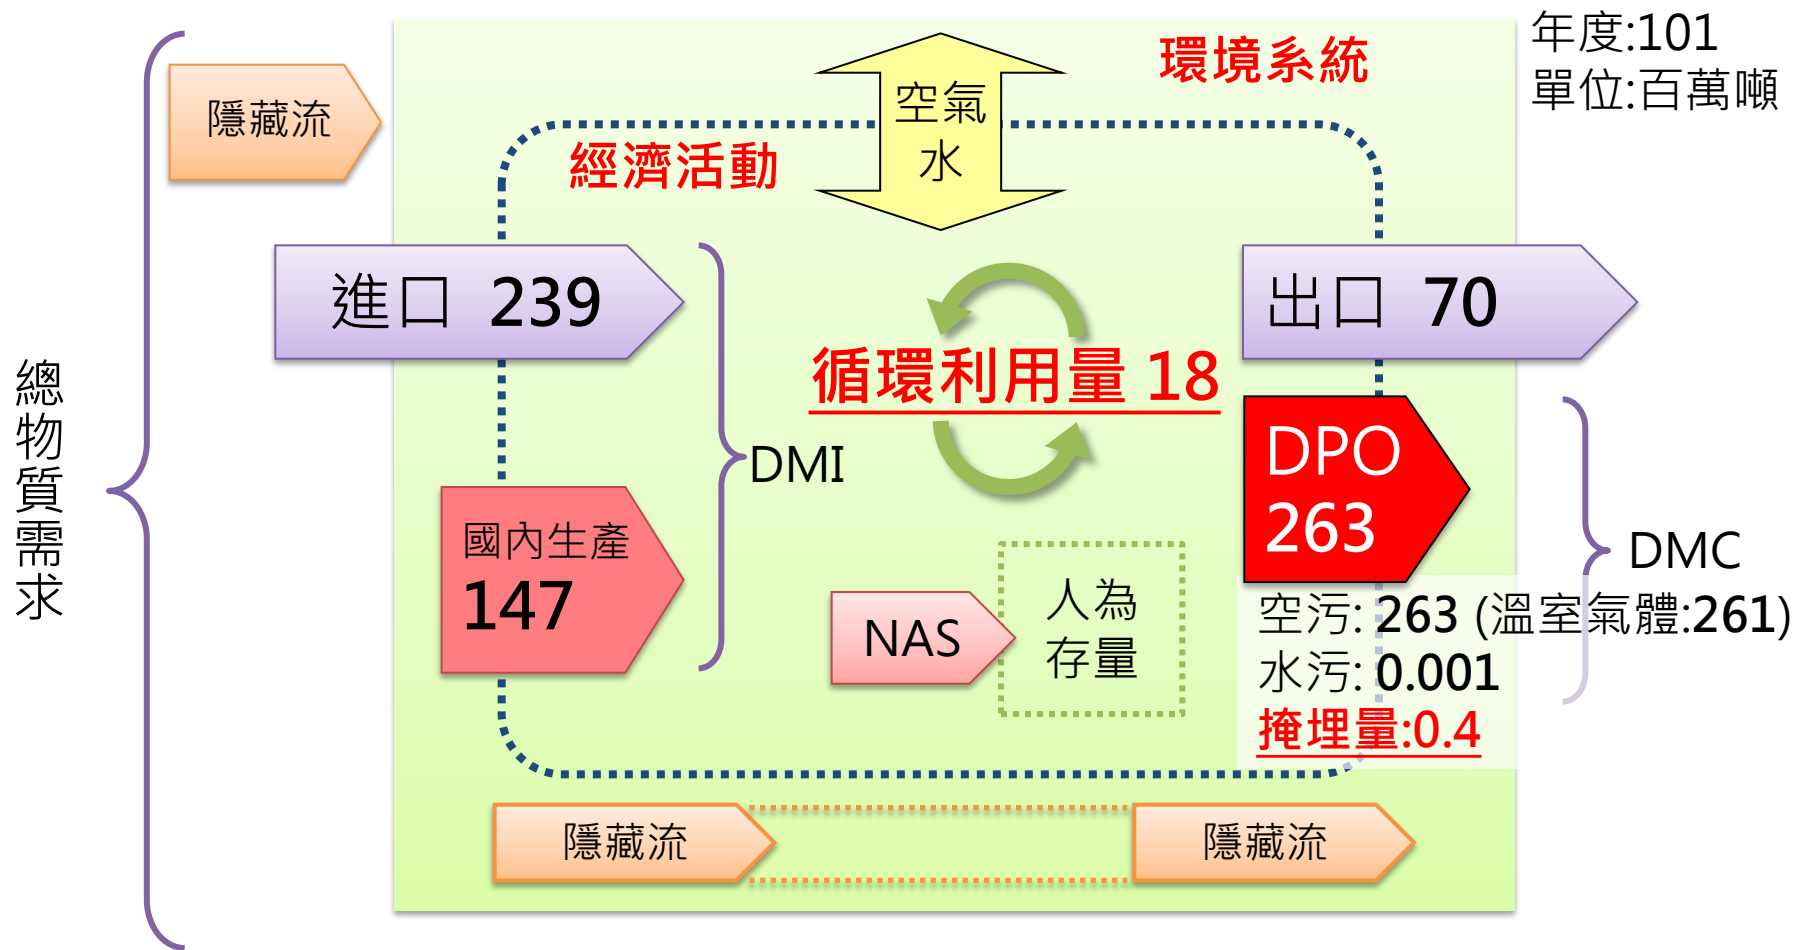 年度:101
單位:百萬噸
環境系統
隱藏流
空氣
水
經濟活動
進口 239
出口 70
循環利用量 18
總物質需求
DMI
DPO
263
國內生產
147
DMC
NAS
人為
存量
空污: 263 (溫室氣體:261)
水污: 0.001
掩埋量:0.4
隱藏流
隱藏流